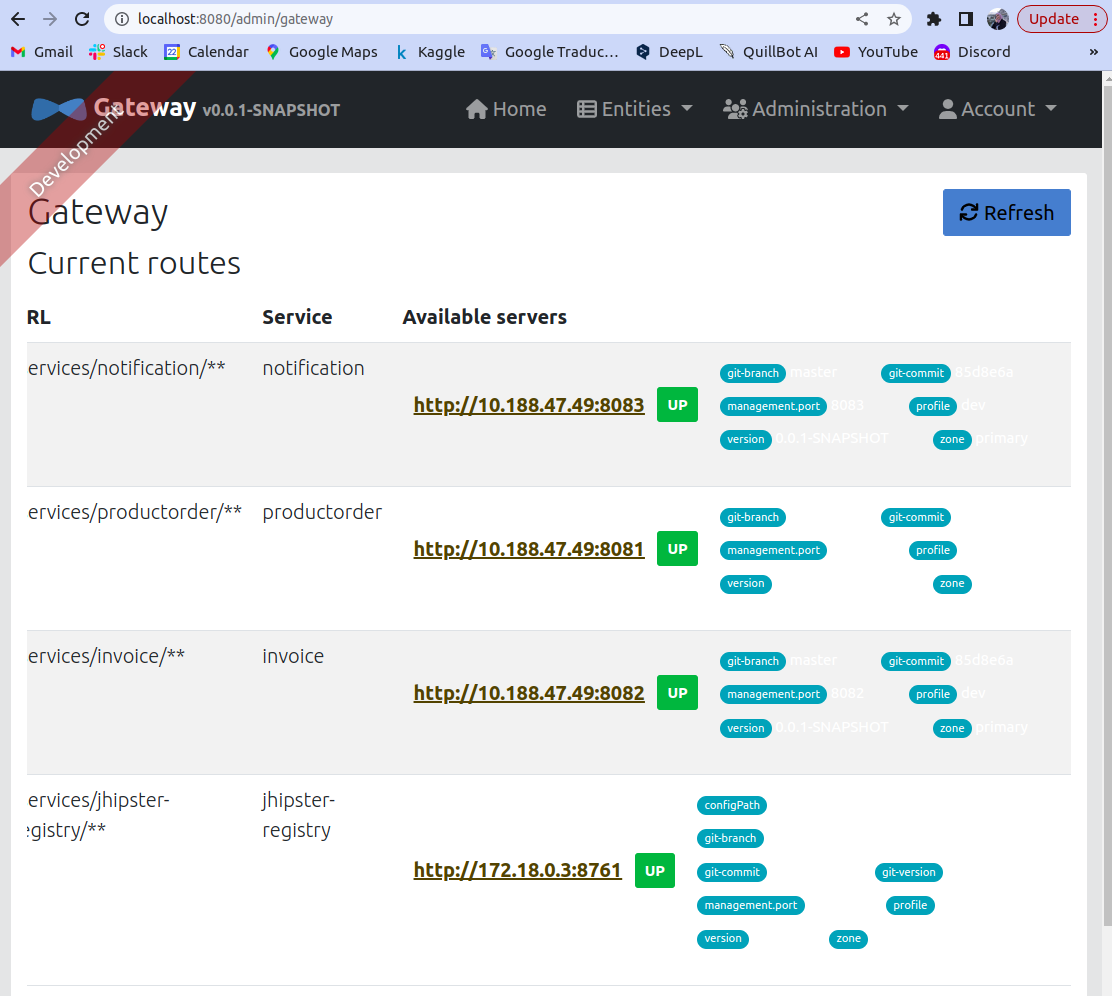 localhost:8080/admin/gateway
Update
Gmail Slack Calendar Google Maps Kaggle Google Traduc... DeepL QuillBot AI YouTube 441 Discord »
Gateway v0.0.1-SNAPSHOT Home Entities Administration Account
Development
Gateway
Refresh
Current routes
RL Service Available servers
ervices/notification/** notification
http://10.188.47.49:8083 UP
git-branch master git-commit 85d8e6a
management.port 8083 profile dev
version 0.0.1-SNAPSHOT zone primary
ervices/productorder/** productorder
http://10.188.47.49:8081 UP
git-branch git-commit
management.port profile
version zone
ervices/invoice/** invoice
http://10.188.47.49:8082 UP
git-branch master git-commit 85d8e6a
management.port 8082 profile dev
version 0.0.1-SNAPSHOT zone primary
ervices/jhipster-
egistry/**
jhipster-
registry
http://172.18.0.3:8761 UP
configPath
git-branch
git-commit git-version
management.port profile
version zone